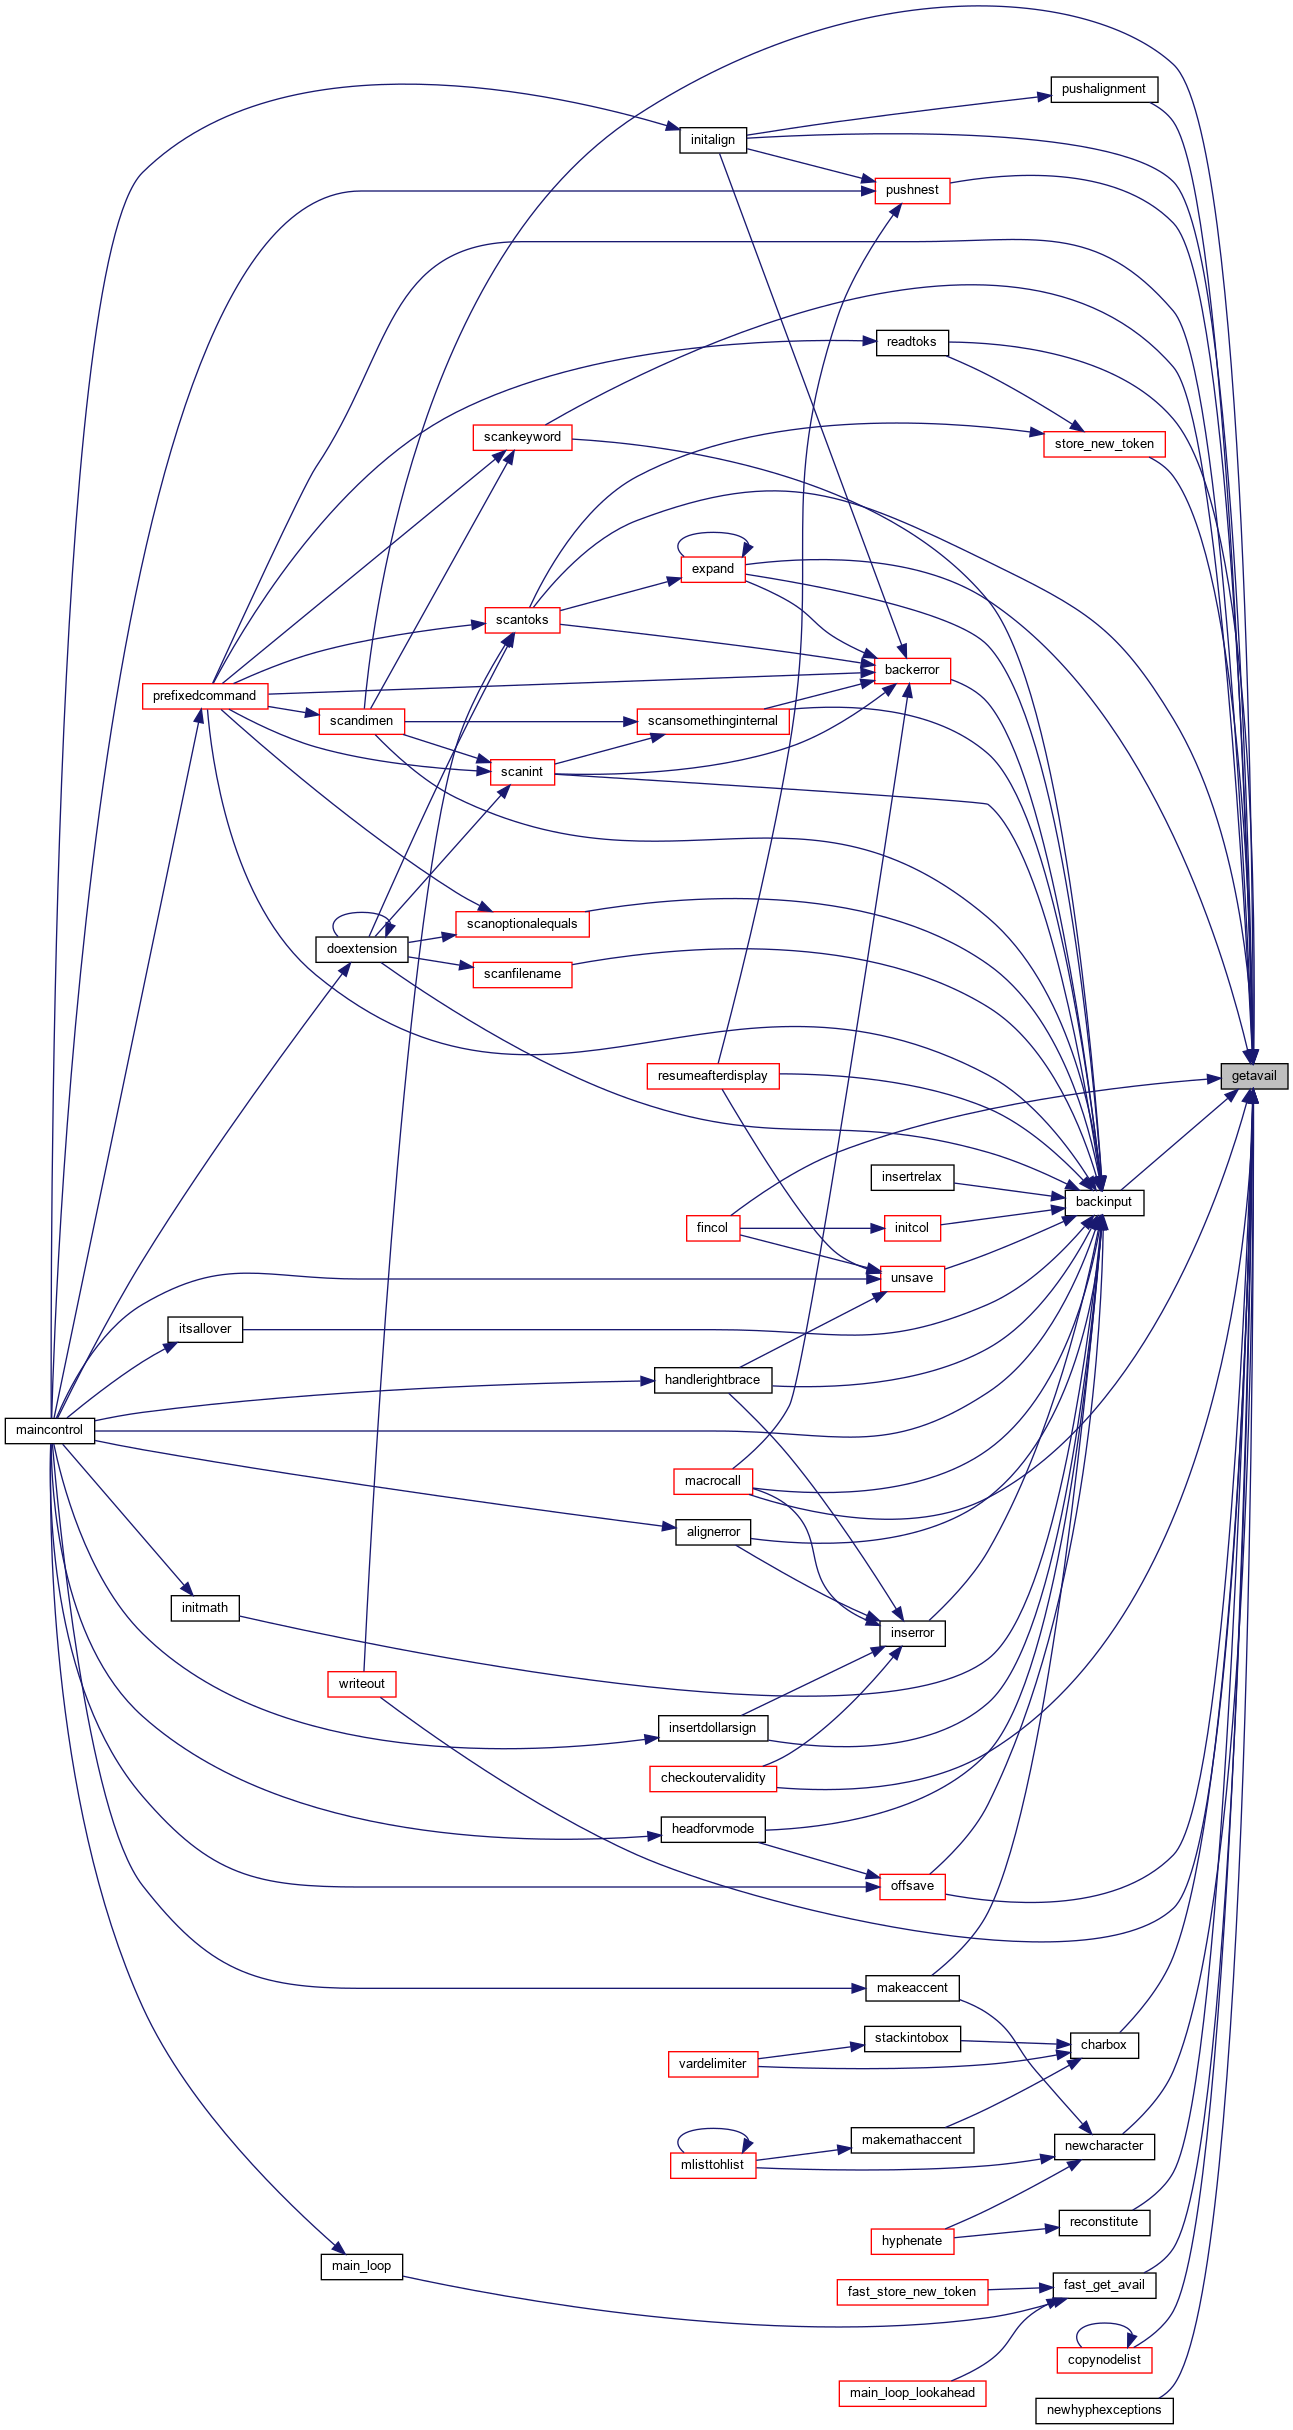 pushalignment
initalign
pushnest
readtoks
scankeyword
store_new_token
expand
scantoks
backerror
prefixedcommand
scandimen
scansomethinginternal
scanint
scanoptionalequals
doextension
scanfilename
resumeafterdisplay
getavail
insertrelax
backinput
fincol
initcol
unsave
itsallover
handlerightbrace
maincontrol
macrocall
alignerror
initmath
inserror
writeout
insertdollarsign
checkoutervalidity
headforvmode
offsave
makeaccent
stackintobox
charbox
vardelimiter
makemathaccent
newcharacter
mlisttohlist
reconstitute
hyphenate
main_loop
fast_get_avail
fast_store_new_token
copynodelist
main_loop_lookahead
newhyphexceptions